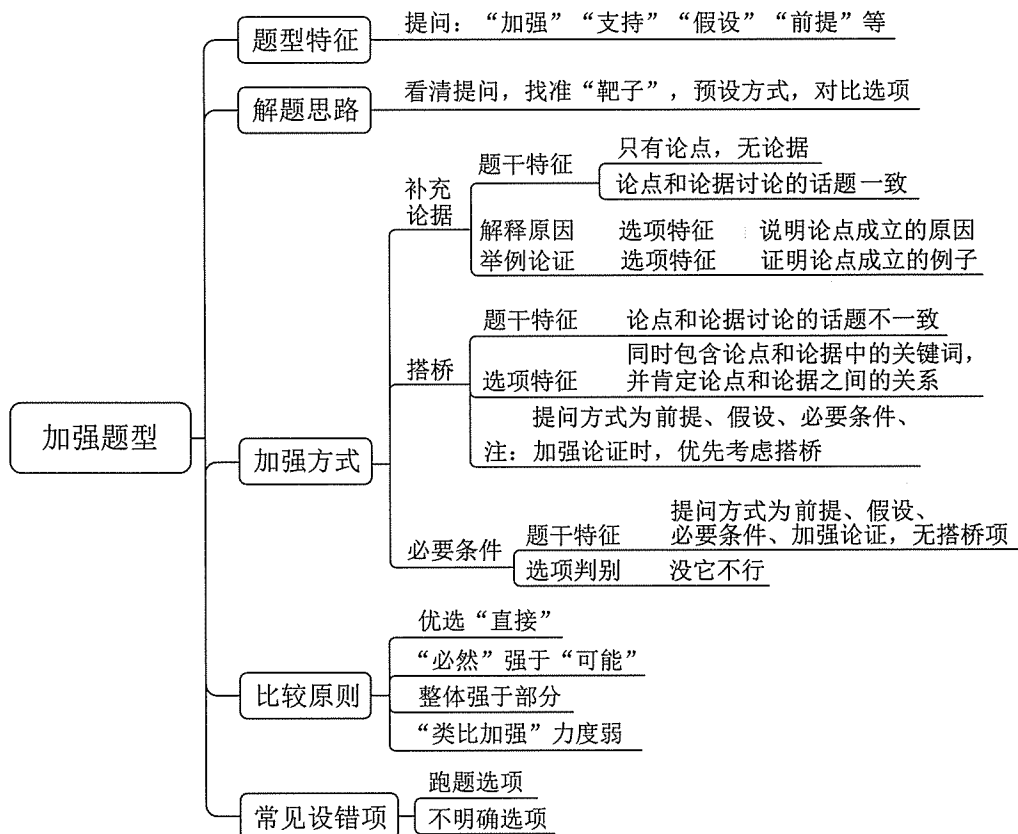 加强题型
题型特征
提问：“加强”“支持”“假设”“前提”等
解题思路
看清提问，找准“靶子”，预设方式，对比选项
加强方式
补充
论据
题干特征
只有论点，无论据
论点和论据讨论的话题一致
解释原因 选项特征 说明论点成立的原因
举例论证 选项特征 证明论点成立的例子
搭桥
题干特征 论点和论据讨论的话题不一致
选项特征
同时包含论点和论据中的关键词，
并肯定论点和论据之间的关系
提问方式为前提、假设、必要条件、
注：加强论证时，优先考虑搭桥
必要条件
题干特征
提问方式为前提、假设、
必要条件、加强论证，无搭桥项
选项判别 没它不行
比较原则
优选“直接”
“必然”强于“可能”
整体强于部分
“类比加强”力度弱
常见设错项
跑题选项
不明确选项